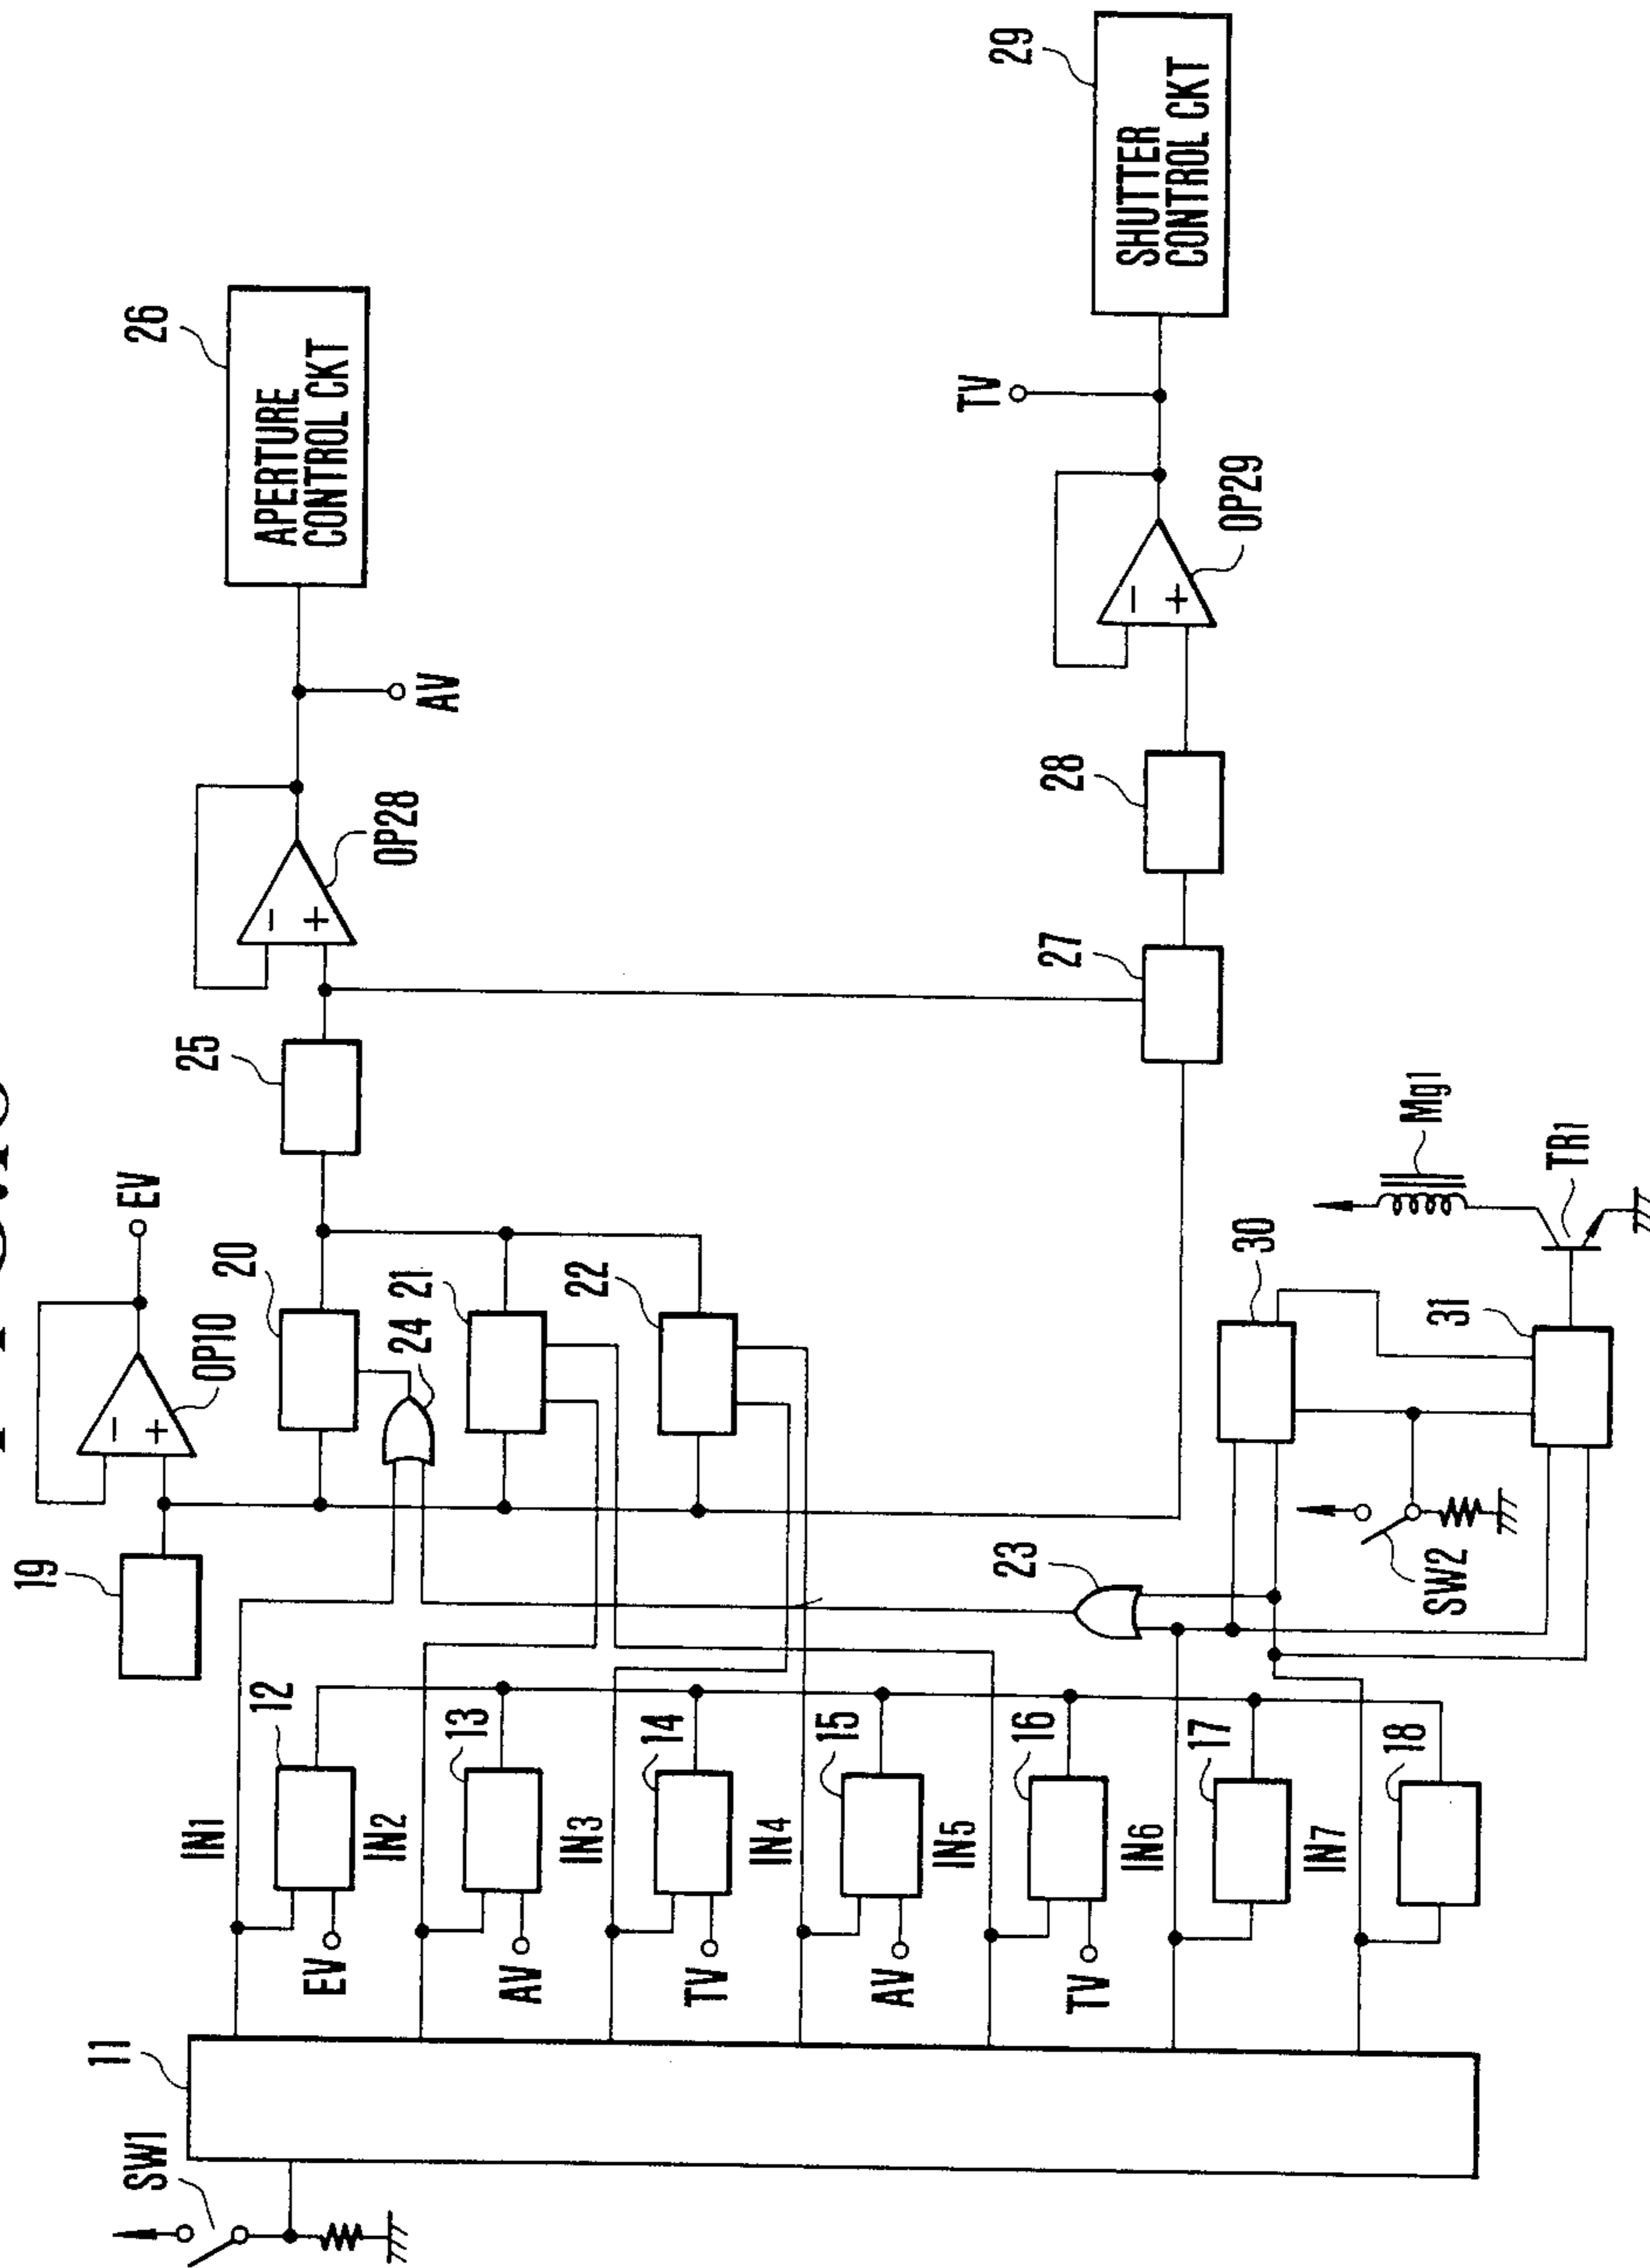 19
OP10
EV
20
24
21
22
25
OP28
AV
26
APERTURE
CONTROL CKT
27
28
OP29
TV
29
SHUTTER
CONTROL CKT
SW1
11
IN1
12
EV
IN2
13
AV
IN3
14
TV
IN4
15
AV
IN5
16
TV
IN6
17
IN7
18
23
SW2
30
31
Mg1
TR1
-
+
-
+
-
+